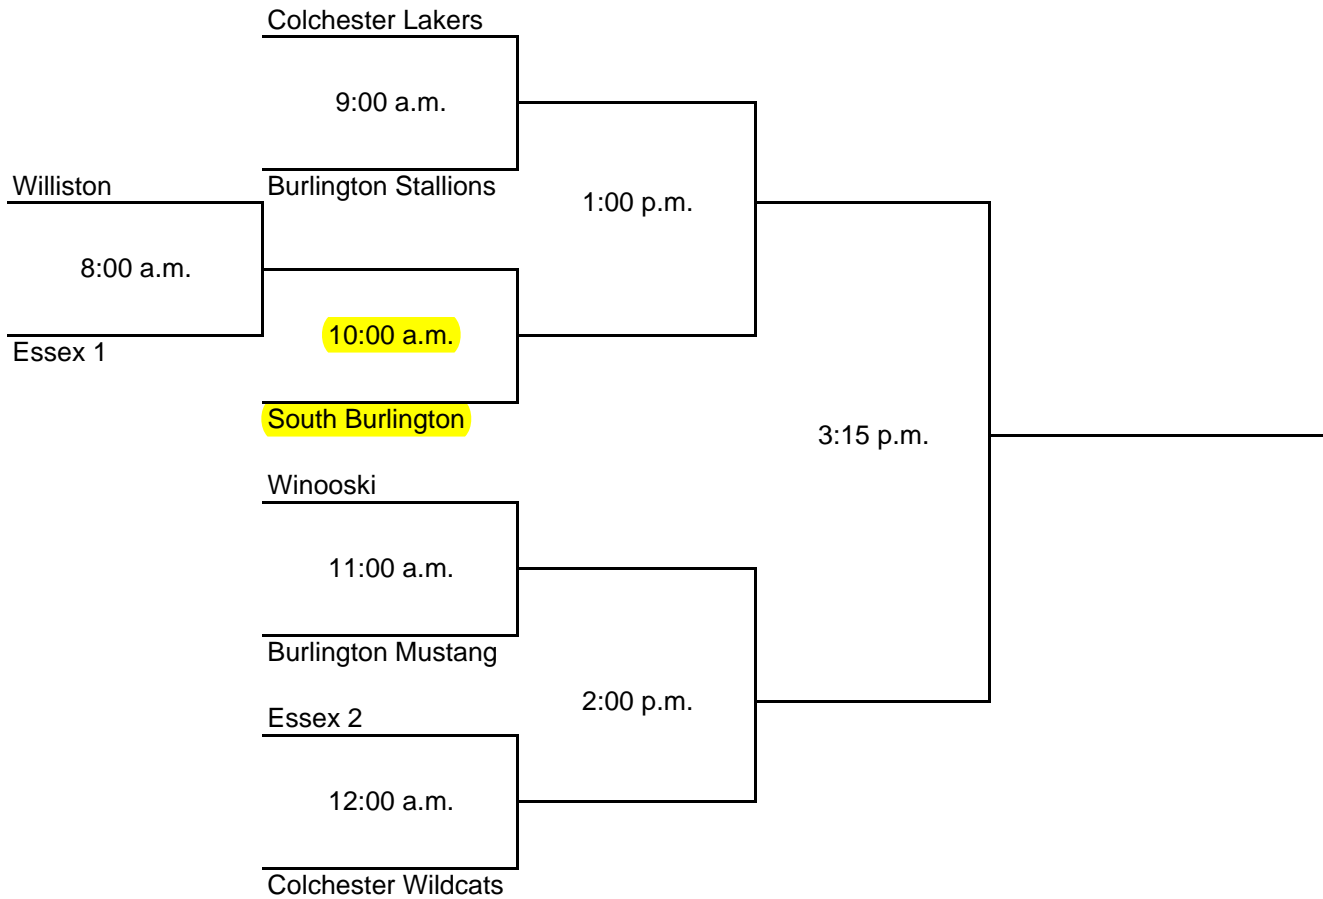 Colchester Lakers
9:00 a.m.
Williston
Burlington Stallions
1:00 p.m.
8:00 a.m.
10:00 a.m.
Essex 1
South Burlington
3:15 p.m.
Winooski
11:00 a.m.
Burlington Mustang
2:00 p.m.
Essex 2
12:00 a.m.
Colchester Wildcats